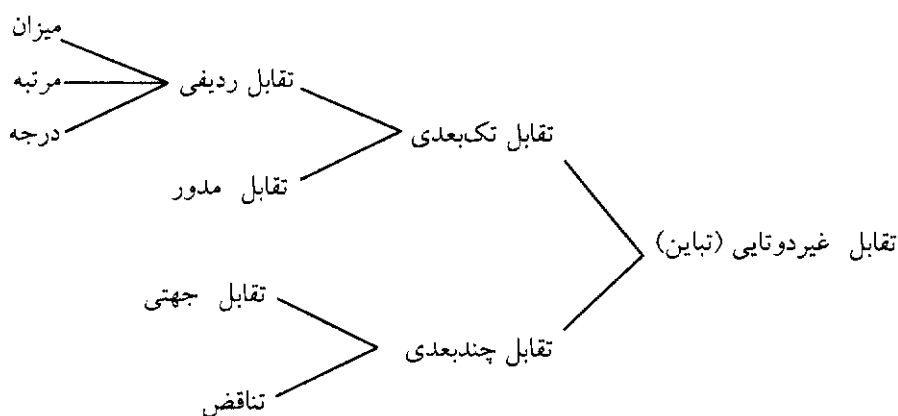 میزان
تقابل ردیفی
مرتبه
درجه
تقابل تک‌بعدی
تقابل مدور
تقابل غیردوتایی (تباین)
تقابل جهتی
تقابل چندبعدی
تناقض